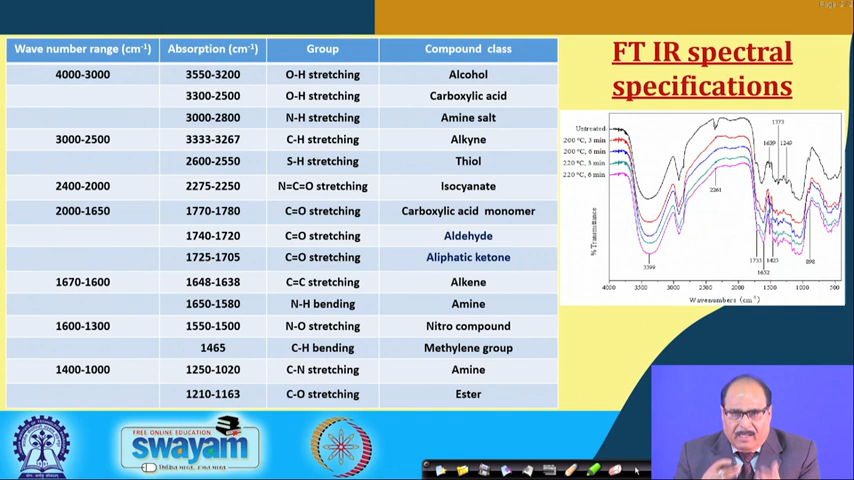 Wave number range (cm-1) Absorption (cm-1) Group Compound class
4000-3000 3550-3200 O-H stretching Alcohol
3300-2500 O-H stretching Carboxylic acid
3000-2800 N-H stretching Amine salt
3000-2500 3333-3267 C-H stretching Alkyne
2600-2550 S-H stretching Thiol
2400-2000 2275-2250 N=C=O stretching Isocyanate
2000-1650 1770-1780 C=O stretching Carboxylic acid monomer
1740-1720 C=O stretching Aldehyde
1725-1705 C=O stretching Aliphatic ketone
1670-1600 1648-1638 C=C stretching Alkene
1650-1580 N-H bending Amine
1600-1300 1550-1500 N-O stretching Nitro compound
1465 C-H bending Methylene group
1400-1000 1250-1020 C-N stretching Amine
1210-1163 C-O stretching Ester
FT IR spectral
specifications
Untreated
200 °C, 3 min
200 °C, 6 min
220 °C, 3 min
220 °C, 6 min
1373
1639 1249
2261
3399
1735 1425 898
1632
% Transmittance
4000 3500 3000 2500 2000 1500 1000 500
Wavenumbers (cm-1)
FREE ONLINE EDUCATION
swayam